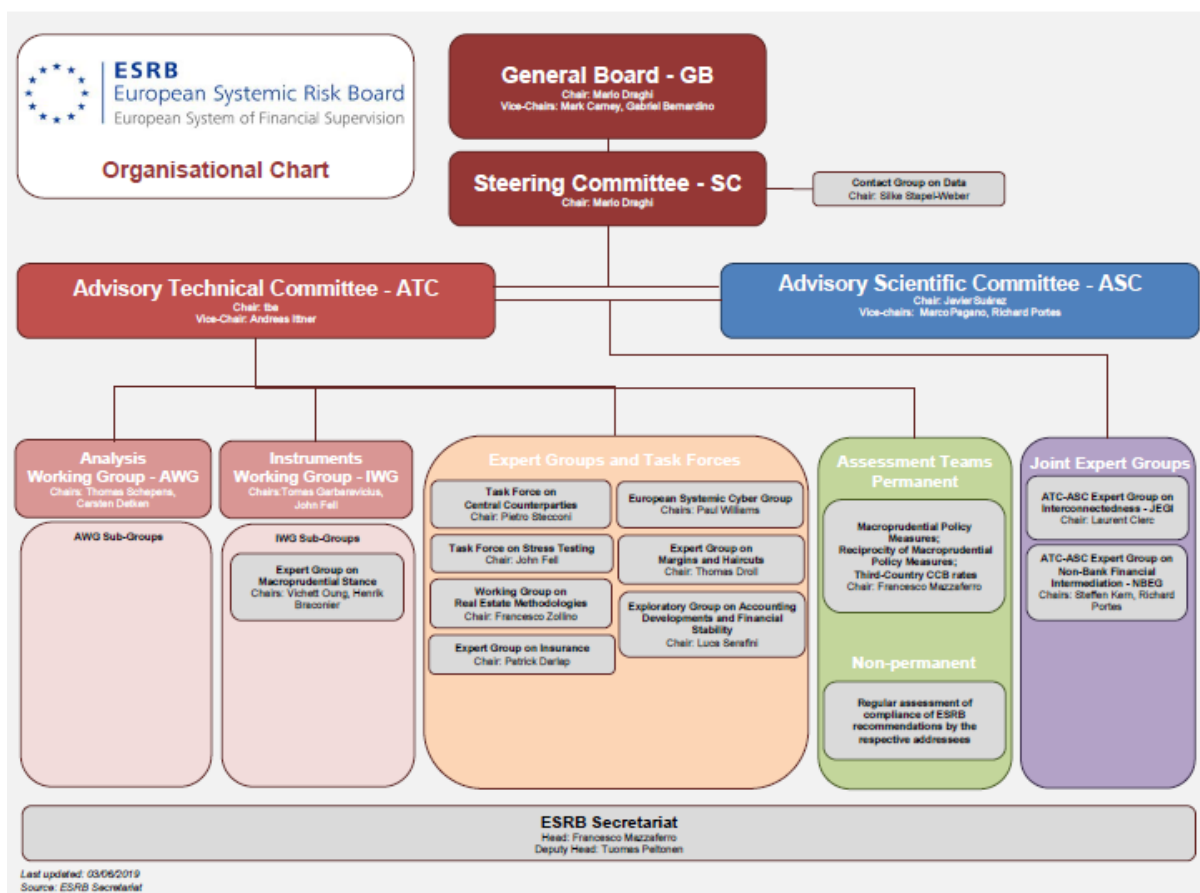 ESRB
European Systemic Risk Board
European System of Financial Supervision
Organisational Chart
General Board - GB
Chair: Mario Draghi
Vice-Chairs: Mark Carney, Gabriel Bernardino
Steering Committee - SC
Chair: Mario Draghi
Contact Group on Data
Chair: Silke Stapel-Weber
Advisory Technical Committee - ATC
Chair: tba
Vice-Chair: Andreas Ittner
Advisory Scientific Committee - ASC
Chair: Javier Suárez
Vice-chairs: Marco Pagano, Richard Portes
Analysis
Working Group - AWG
Chairs: Thomas Schepens,
Carsten Detken
AWG Sub-Groups
Instruments
Working Group - IWG
Chairs:Tomas Garbaravicius,
John Fell
IWG Sub-Groups
Expert Group on
Macroprudential Stance
Chairs: Vichett Oung, Henrik
Braconier
Expert Groups and Task Forces
Task Force on
Central Counterparties
Chair: Pietro Stecconi
Task Force on Stress Testing
Chair: John Fell
Working Group on
Real Estate Methodologies
Chair: Francesco Zollino
Expert Group on Insurance
Chair: Patrick Darlap
European Systemic Cyber Group
Chairs: Paul Williams
Expert Group on
Margins and Haircuts
Chair: Thomas Droll
Exploratory Group on Accounting
Developments and Financial
Stability
Chair: Luca Serafini
Assessment Teams
Permanent
Macroprudential Policy
Measures;
Reciprocity of Macroprudential
Policy Measures;
Third-Country CCB rates
Chair: Francesco Mazzaferro
Non-permanent
Regular assessment of
compliance of ESRB
recommendations by the
respective addressees
Joint Expert Groups
ATC-ASC Expert Group on
Interconnectedness - JEGI
Chair: Laurent Clerc
ATC-ASC Expert Group on
Non-Bank Financial
Intermediation - NBEG
Chairs: Steffen Kern, Richard
Portes
ESRB Secretariat
Head: Francesco Mazzaferro
Deputy Head: Tuomas Peltonen
Last updated: 03/06/2019
Source: ESRB Secretariat